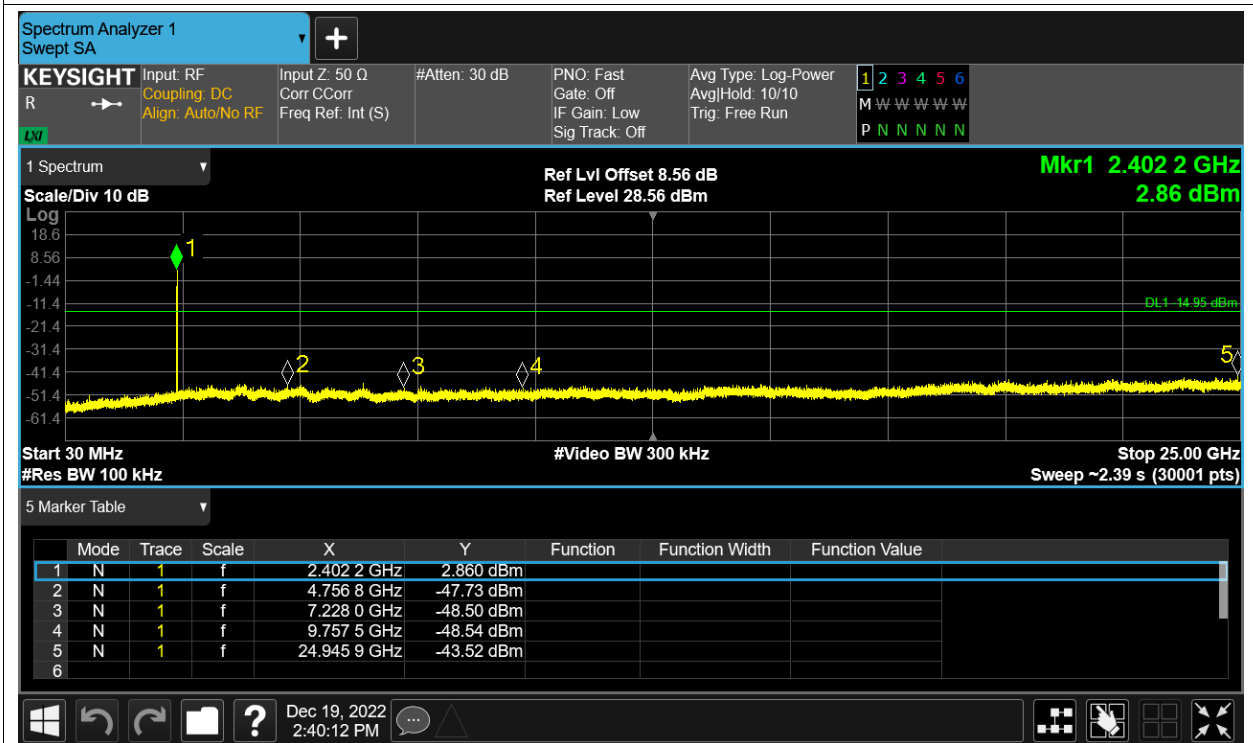 Spectrum Analyzer 1
Swept SA
KEYSIGHT Input: RF Input Z: 50 Ω #Atten: 30 dB PNO: Fast Avg Type: Log-Power 1 2 3 4 5 6
R Coupling: DC Corr CCorr Gate: Off Avg|Hold: 10/10 M W W W W W
Align: Auto/No RF Freq Ref: Int (S) IF Gain: Low Trig: Free Run
LXI Sig Track: Off P N N N N N
1 Spectrum Ref Lvl Offset 8.56 dB Mkr1 2.402 2 GHz
Scale/Div 10 dB Ref Level 28.56 dBm 2.86 dBm
Log
18.6
8.56 1
-1.44
-11.4 DL1 -14.95 dBm
-21.4
-31.4
-41.4 2 3 4 5
-51.4
-61.4
Start 30 MHz #Video BW 300 kHz Stop 25.00 GHz
#Res BW 100 kHz Sweep ~2.39 s (30001 pts)
5 Marker Table
Mode Trace Scale X Y Function Function Width Function Value
1 N 1 f 2.402 2 GHz 2.860 dBm
2 N 1 f 4.756 8 GHz -47.73 dBm
3 N 1 f 7.228 0 GHz -48.50 dBm
4 N 1 f 9.757 5 GHz -48.54 dBm
5 N 1 f 24.945 9 GHz -43.52 dBm
6
? Dec 19, 2022
2:40:12 PM